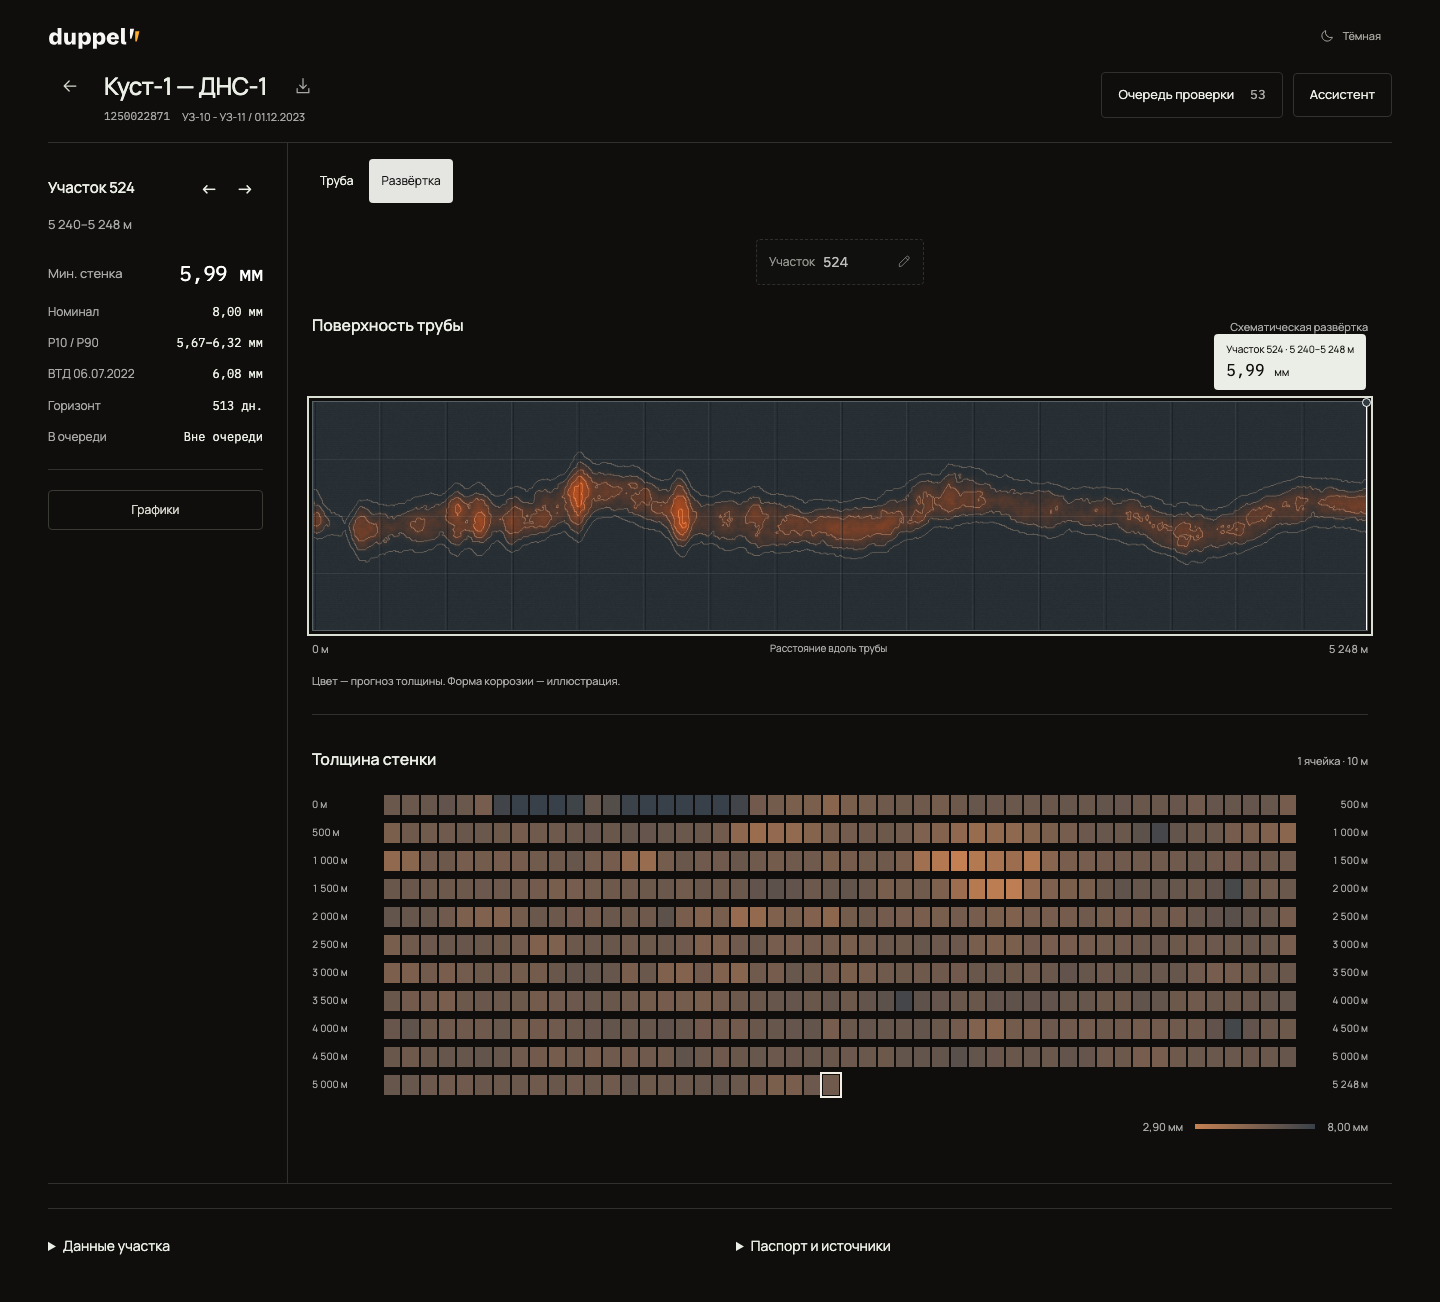 duppel
Тёмная
Куст-1 — ДНС-1
1250022871 УЗ-10 - УЗ-11 / 01.12.2023
Очередь проверки 53
Ассистент
Участок 524
5 240–5 248 м
Мин. стенка 5,99 мм
Номинал 8,00 мм
P10 / P90 5,67–6,32 мм
ВТД 06.07.2022 6,08 мм
Горизонт 513 дн.
В очереди Вне очереди
Графики
Труба Развёртка
Участок 524
Поверхность трубы
Схематическая развёртка
Участок 524 · 5 240–5 248 м
5,99 мм
0 м Расстояние вдоль трубы 5 248 м
Цвет — прогноз толщины. Форма коррозии — иллюстрация.
Толщина стенки
1 ячейка · 10 м
0 м 500 м
500 м 1 000 м
1 000 м 1 500 м
1 500 м 2 000 м
2 000 м 2 500 м
2 500 м 3 000 м
3 000 м 3 500 м
3 500 м 4 000 м
4 000 м 4 500 м
4 500 м 5 000 м
5 000 м 5 248 м
2,90 мм 8,00 мм
Данные участка
Паспорт и источники